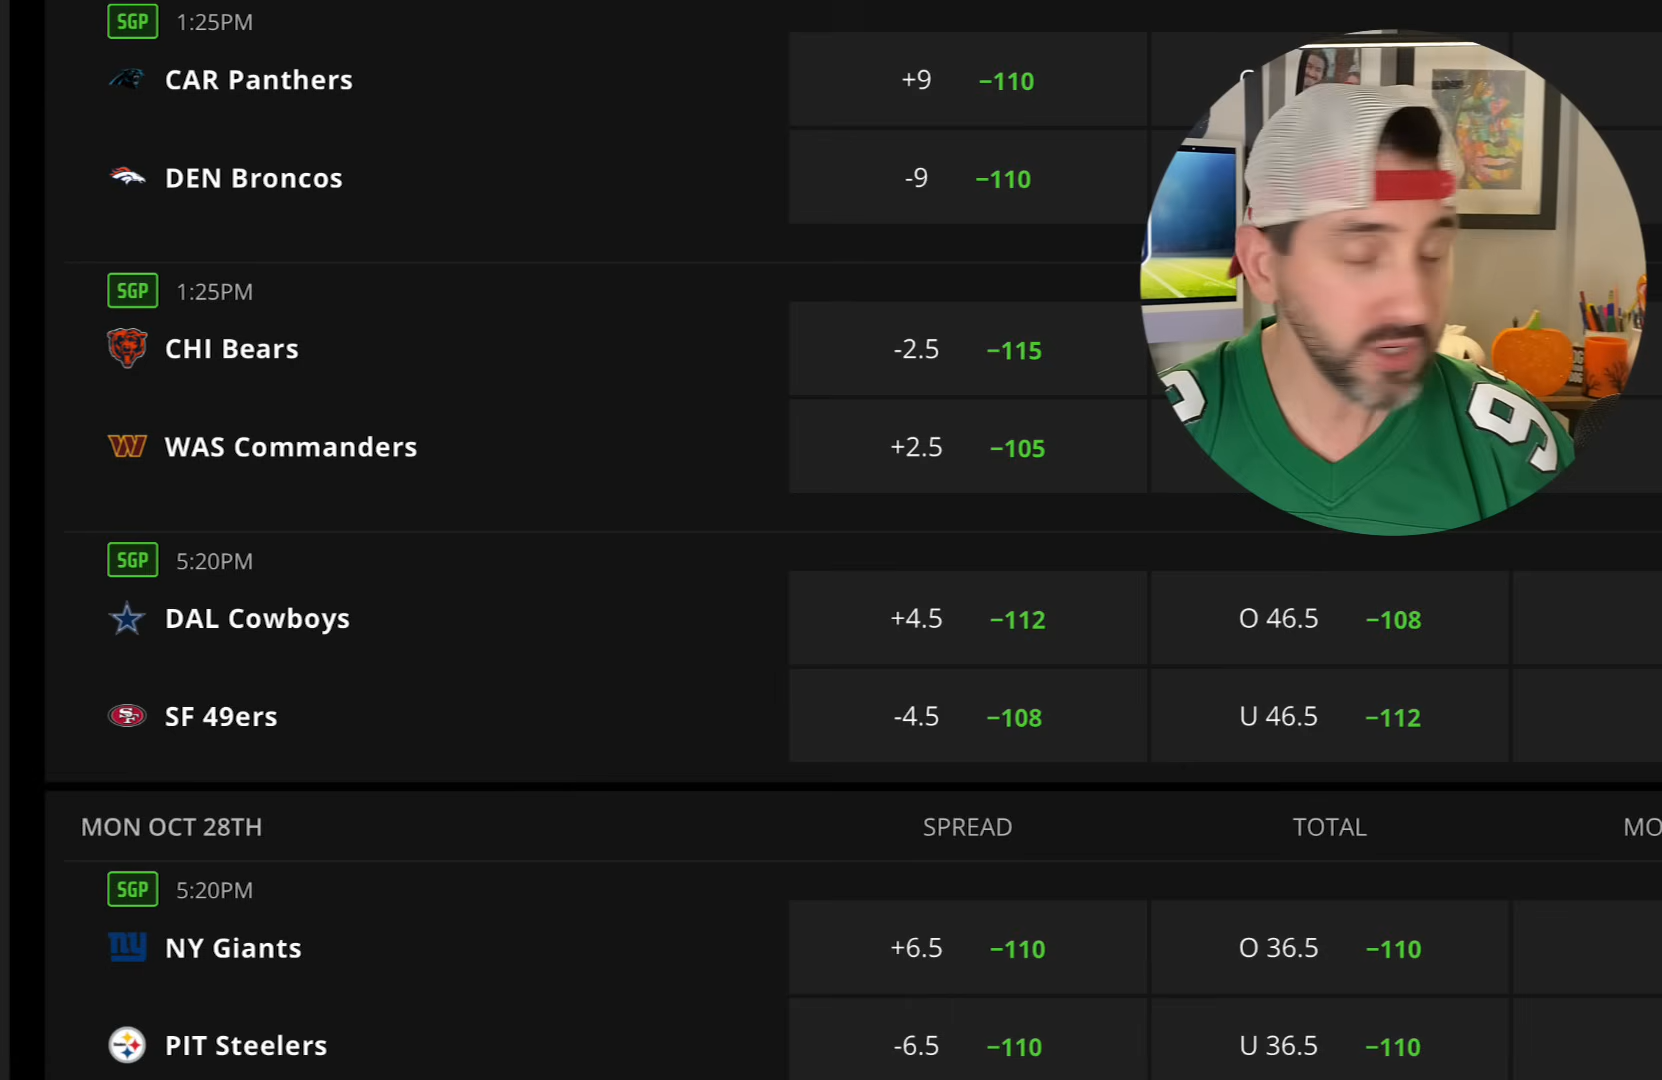 SGP 1:25PM
CAR Panthers +9 −110
DEN Broncos -9 −110
SGP 1:25PM
CHI Bears -2.5 −115
WAS Commanders +2.5 −105
SGP 5:20PM
DAL Cowboys +4.5 −112 O 46.5 −108
SF 49ers -4.5 −108 U 46.5 −112
MON OCT 28TH SPREAD TOTAL MO
SGP 5:20PM
NY Giants +6.5 −110 O 36.5 −110
PIT Steelers -6.5 −110 U 36.5 −110